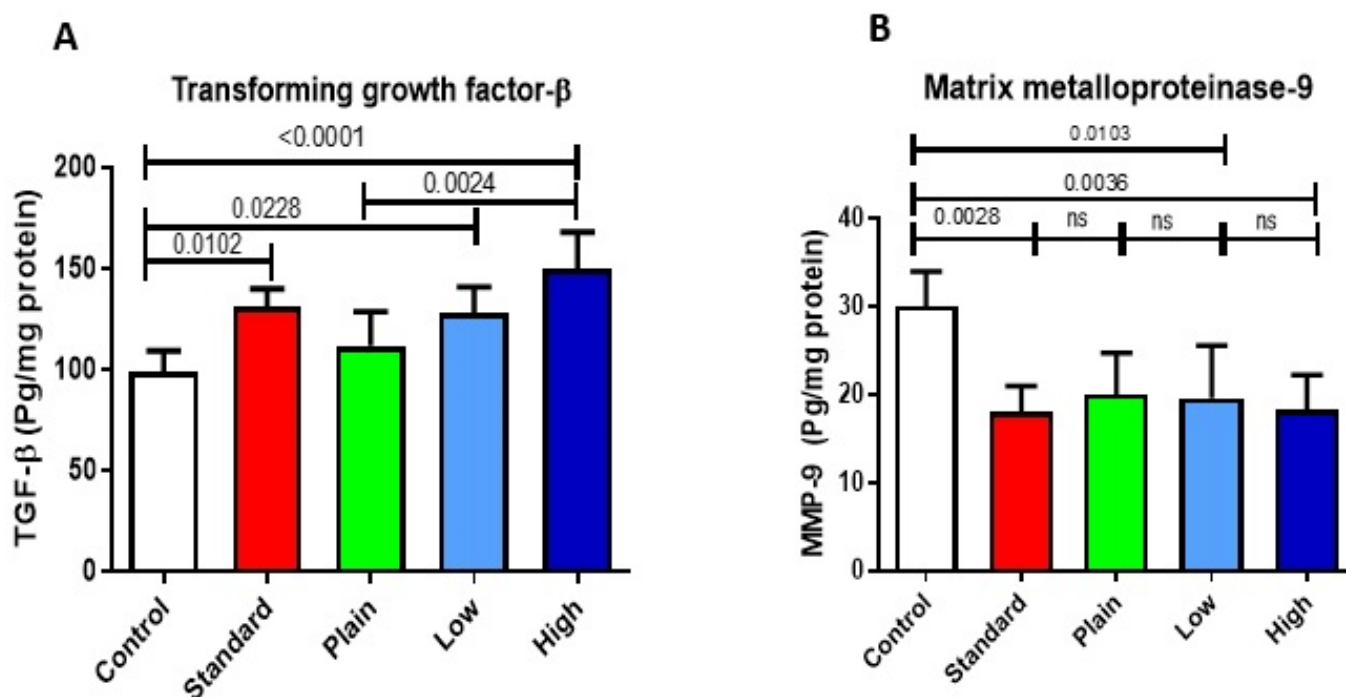 A
Transforming growth factor-β
<0.0001
0.0024
0.0228
0.0102
TGF-β (Pg/mg protein)
200
150
100
50
0
Control
Standard
Plain
Low
High
B
Matrix metalloproteinase-9
0.0103
0.0036
0.0028 ns ns ns
MMP-9 (Pg/mg protein)
40
30
20
10
0
Control
Standard
Plain
Low
High